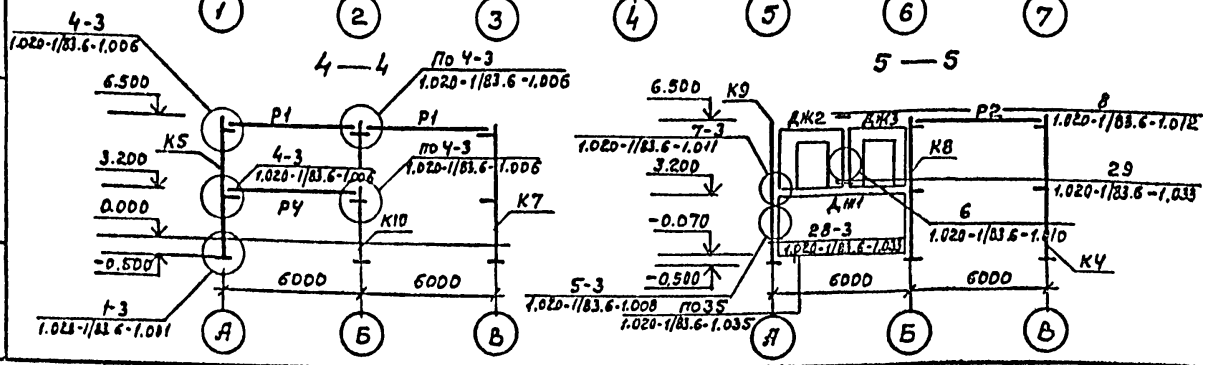 1 2 3 4 5 6 7
4-3
1.020-1/83.6-1.006
4 — 4
По 4-3
1.020-1/83.6-1.006
6.500
Р1
Р1
К5
4-3
1.020-1/83.6-1.006
по 4-3
1.020-1/83.6-1.006
3.200
Р4
К7
0.000
К10
-0.500
6000
6000
1-3
1.020-1/83.6-1.001
А Б В
5 — 5
6.500
К9
ДЖ2
ДЖ3
Р2
8
1.020-1/83.6-1.012
7-3
1.020-1/83.6-1.011
К8
3.200
29
1.020-1/83.6-1.033
ДЖ1
6
1.020-1/83.6-1.010
-0.070
28-3
1.020-1/83.6-1.033
К4
-0.500
6000
6000
5-3
1.020-1/83.6-1.008
по35
1.020-1/83.6-1.035
А Б В